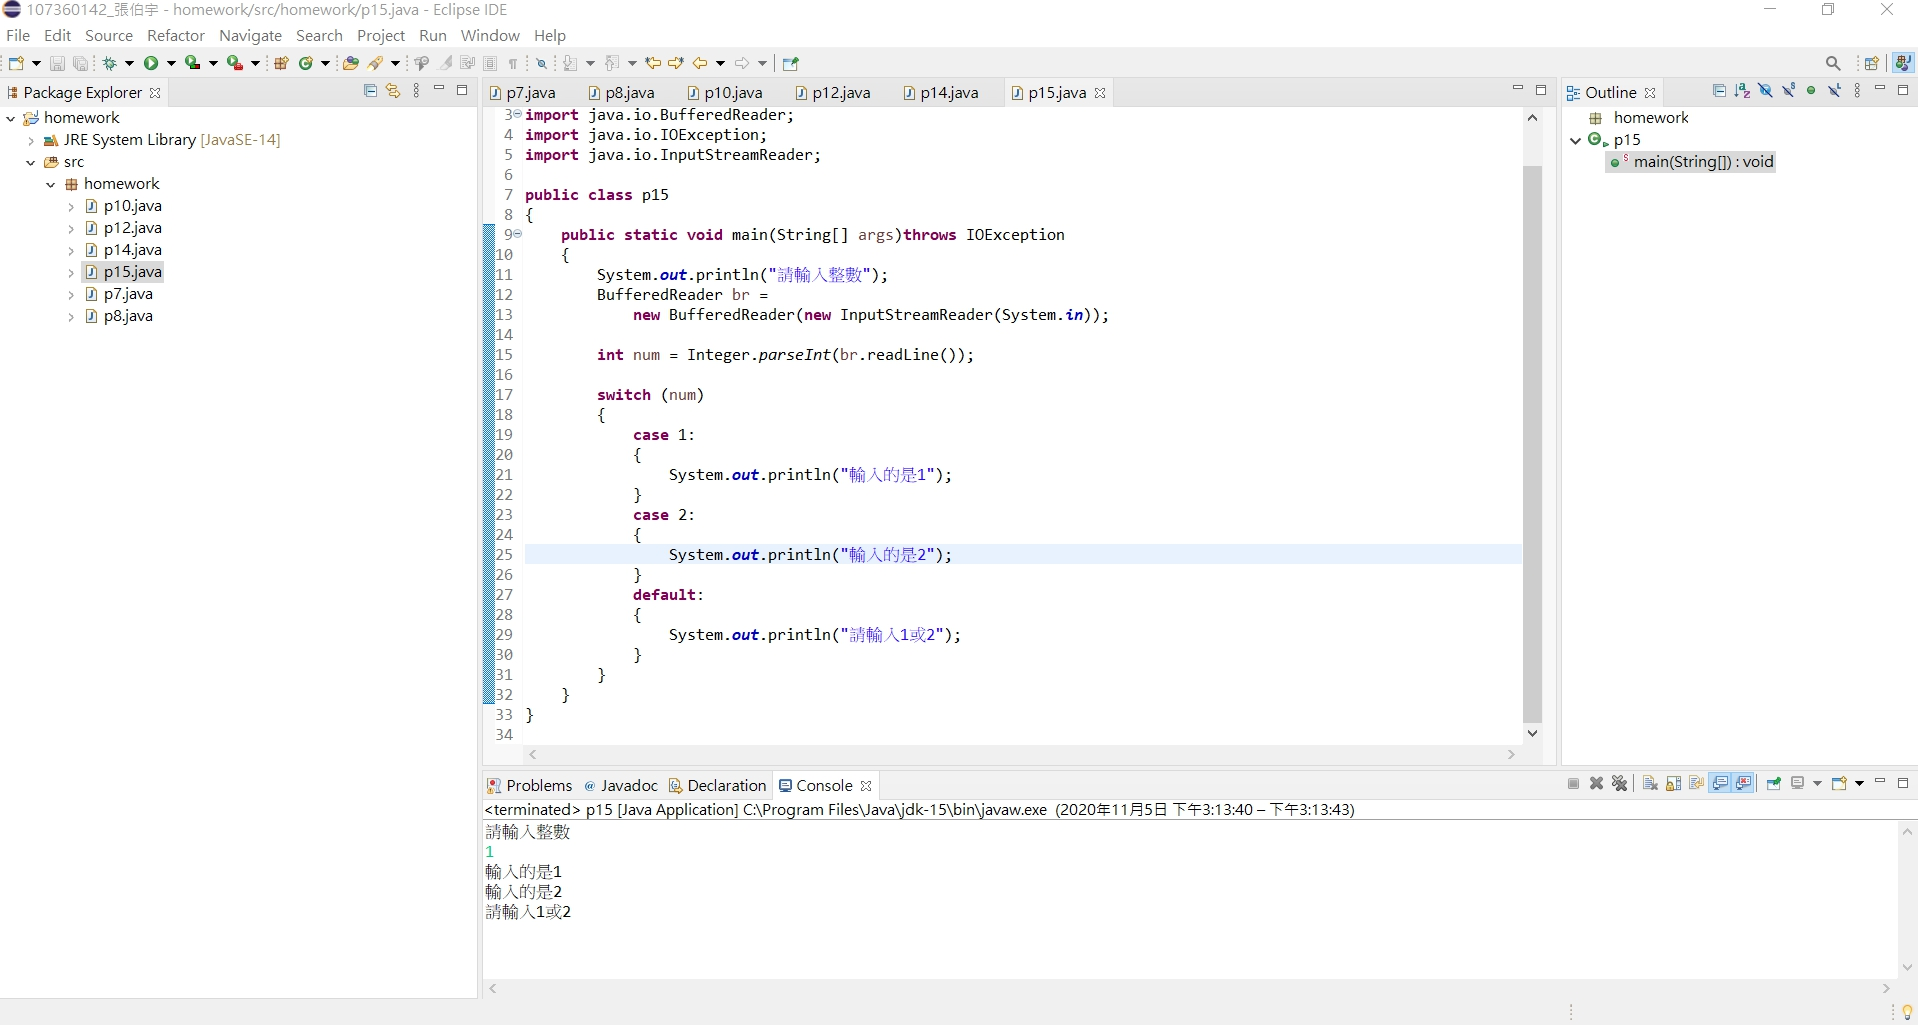 107360142_張伯宇 - homework/src/homework/p15.java - Eclipse IDE
File Edit Source Refactor Navigate Search Project Run Window Help
Package Explorer
homework
JRE System Library [JavaSE-14]
src
homework
p10.java
p12.java
p14.java
p15.java
p7.java
p8.java
p7.java p8.java p10.java p12.java p14.java p15.java
3 import java.io.BufferedReader;
4 import java.io.IOException;
5 import java.io.InputStreamReader;
6
7 public class p15
8 {
9 public static void main(String[] args)throws IOException
10 {
11 System.out.println("請輸入整數");
12 BufferedReader br =
13 new BufferedReader(new InputStreamReader(System.in));
14
15 int num = Integer.parseInt(br.readLine());
16
17 switch (num)
18 {
19 case 1:
20 {
21 System.out.println("輸入的是1");
22 }
23 case 2:
24 {
25 System.out.println("輸入的是2");
26 }
27 default:
28 {
29 System.out.println("請輸入1或2");
30 }
31 }
32 }
33 }
34
Outline
homework
p15
main(String[]) : void
Problems @ Javadoc Declaration Console
<terminated> p15 [Java Application] C:\Program Files\Java\jdk-15\bin\javaw.exe (2020年11月5日 下午3:13:40 – 下午3:13:43)
請輸入整數
1
輸入的是1
輸入的是2
請輸入1或2